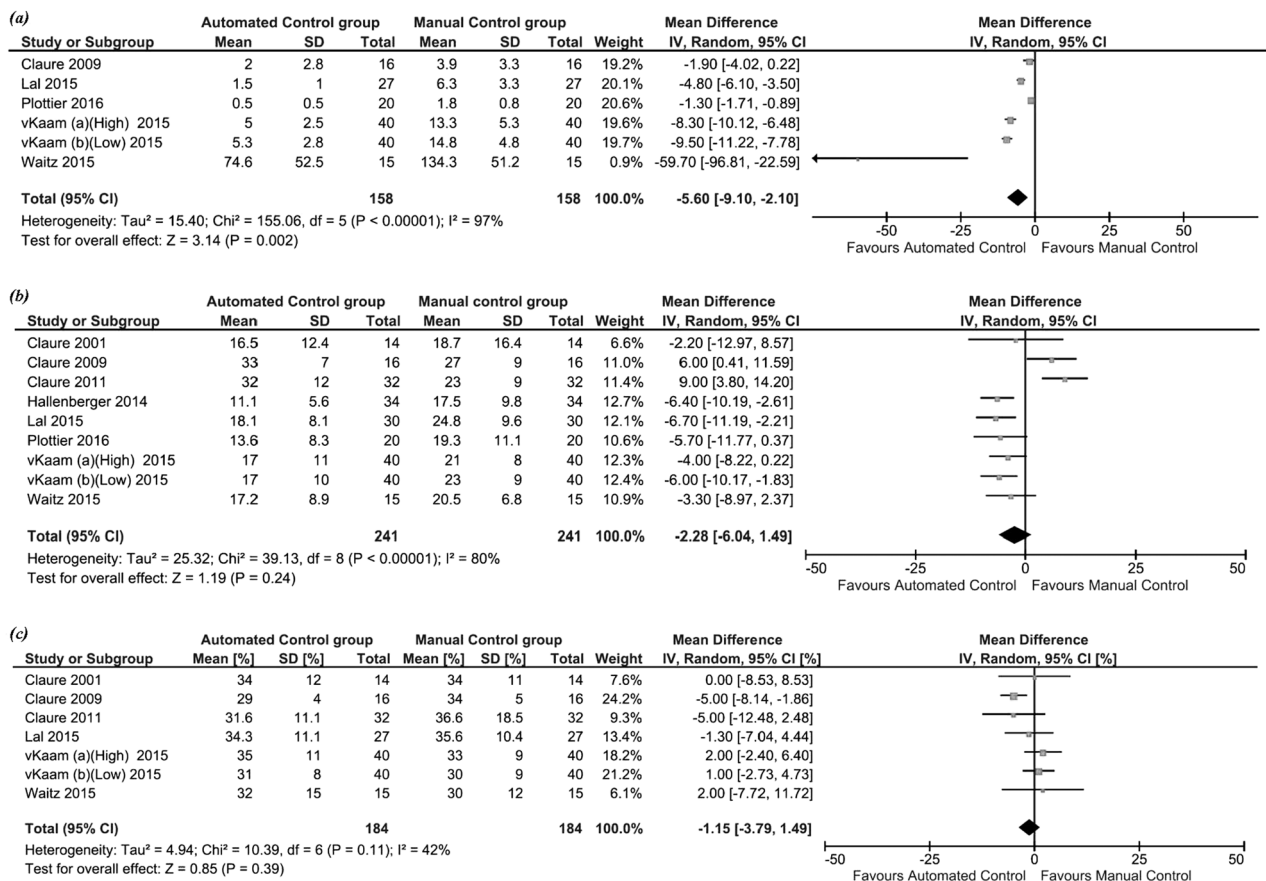 (a)
Automated Control group Manual Control group Mean Difference Mean Difference
Study or Subgroup Mean SD Total Mean SD Total Weight IV, Random, 95% CI IV, Random, 95% CI
Claure 2009 2 2.8 16 3.9 3.3 16 19.2% -1.90 [-4.02, 0.22]
Lal 2015 1.5 1 27 6.3 3.3 27 20.1% -4.80 [-6.10, -3.50]
Plottier 2016 0.5 0.5 20 1.8 0.8 20 20.6% -1.30 [-1.71, -0.89]
vKaam (a)(High) 2015 5 2.5 40 13.3 5.3 40 19.6% -8.30 [-10.12, -6.48]
vKaam (b)(Low) 2015 5.3 2.8 40 14.8 4.8 40 19.7% -9.50 [-11.22, -7.78]
Waitz 2015 74.6 52.5 15 134.3 51.2 15 0.9% -59.70 [-96.81, -22.59]
Total (95% CI) 158 158 100.0% -5.60 [-9.10, -2.10]
Heterogeneity: Tau² = 15.40; Chi² = 155.06, df = 5 (P < 0.00001); I² = 97%
Test for overall effect: Z = 3.14 (P = 0.002)
-50 -25 0 25 50
Favours Automated Control Favours Manual Control
(b)
Automated Control group Manual control group Mean Difference Mean Difference
Study or Subgroup Mean SD Total Mean SD Total Weight IV, Random, 95% CI IV, Random, 95% CI
Claure 2001 16.5 12.4 14 18.7 16.4 14 6.6% -2.20 [-12.97, 8.57]
Claure 2009 33 7 16 27 9 16 11.0% 6.00 [0.41, 11.59]
Claure 2011 32 12 32 23 9 32 11.4% 9.00 [3.80, 14.20]
Hallenberger 2014 11.1 5.6 34 17.5 9.8 34 12.7% -6.40 [-10.19, -2.61]
Lal 2015 18.1 8.1 30 24.8 9.6 30 12.1% -6.70 [-11.19, -2.21]
Plottier 2016 13.6 8.3 20 19.3 11.1 20 10.6% -5.70 [-11.77, 0.37]
vKaam (a)(High) 2015 17 11 40 21 8 40 12.3% -4.00 [-8.22, 0.22]
vKaam (b)(Low) 2015 17 10 40 23 9 40 12.4% -6.00 [-10.17, -1.83]
Waitz 2015 17.2 8.9 15 20.5 6.8 15 10.9% -3.30 [-8.97, 2.37]
Total (95% CI) 241 241 100.0% -2.28 [-6.04, 1.49]
Heterogeneity: Tau² = 25.32; Chi² = 39.13, df = 8 (P < 0.00001); I² = 80%
Test for overall effect: Z = 1.19 (P = 0.24)
-50 -25 0 25 50
Favours Automated Control Favours Manual Control
(c)
Automated Control group Manual Control group Mean Difference Mean Difference
Study or Subgroup Mean [%] SD [%] Total Mean [%] SD [%] Total Weight IV, Random, 95% CI [%] IV, Random, 95% CI [%]
Claure 2001 34 12 14 34 11 14 7.6% 0.00 [-8.53, 8.53]
Claure 2009 29 4 16 34 5 16 24.2% -5.00 [-8.14, -1.86]
Claure 2011 31.6 11.1 32 36.6 18.5 32 9.3% -5.00 [-12.48, 2.48]
Lal 2015 34.3 11.1 27 35.6 10.4 27 13.4% -1.30 [-7.04, 4.44]
vKaam (a)(High) 2015 35 11 40 33 9 40 18.2% 2.00 [-2.40, 6.40]
vKaam (b)(Low) 2015 31 8 40 30 9 40 21.2% 1.00 [-2.73, 4.73]
Waitz 2015 32 15 15 30 12 15 6.1% 2.00 [-7.72, 11.72]
Total (95% CI) 184 184 100.0% -1.15 [-3.79, 1.49]
Heterogeneity: Tau² = 4.94; Chi² = 10.39, df = 6 (P = 0.11); I² = 42%
Test for overall effect: Z = 0.85 (P = 0.39)
-50 -25 0 25 50
Favours Automated Control Favours Manual Control